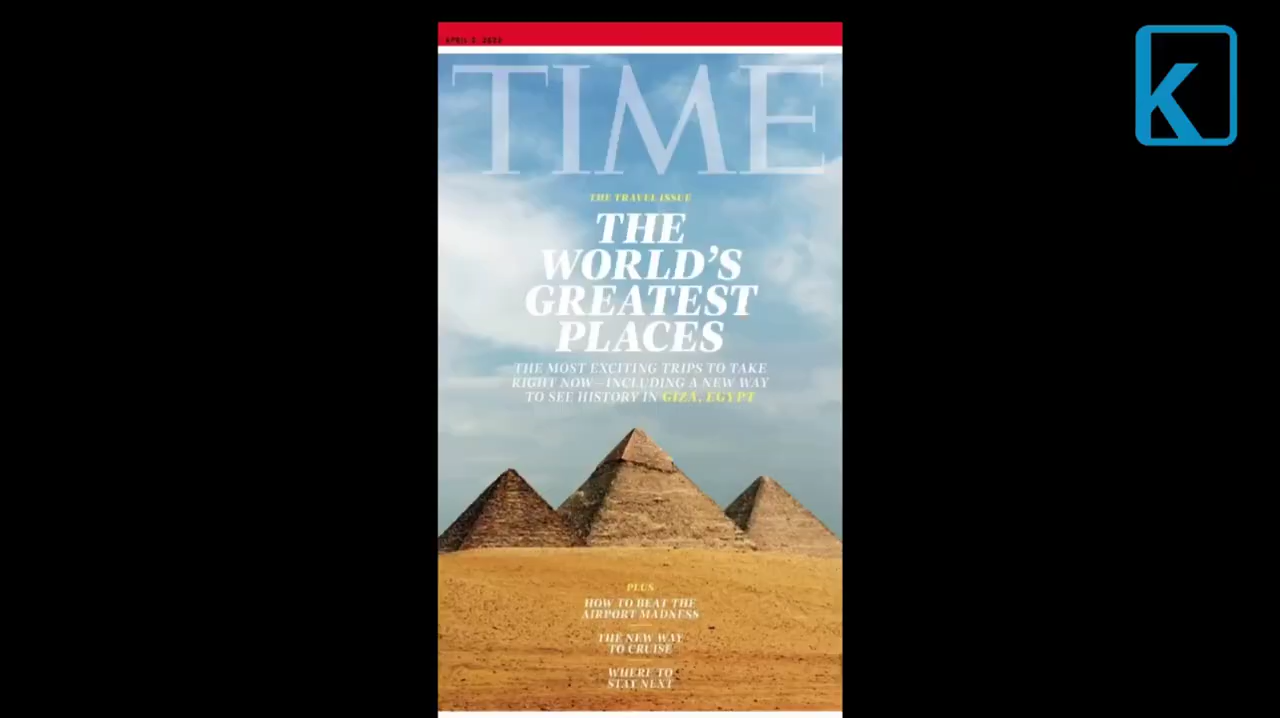 TIME
THE TRAVEL ISSUE
THE
WORLD'S
GREATEST
PLACES
THE MOST EXCITING TRIPS TO TAKE
RIGHT NOW—INCLUDING A NEW WAY
TO SEE HISTORY IN GIZA, EGYPT
PLUS
HOW TO BEAT THE
AIRPORT MADNESS
THE NEW WAY
TO CRUISE
WHERE TO
STAY NEXT
K